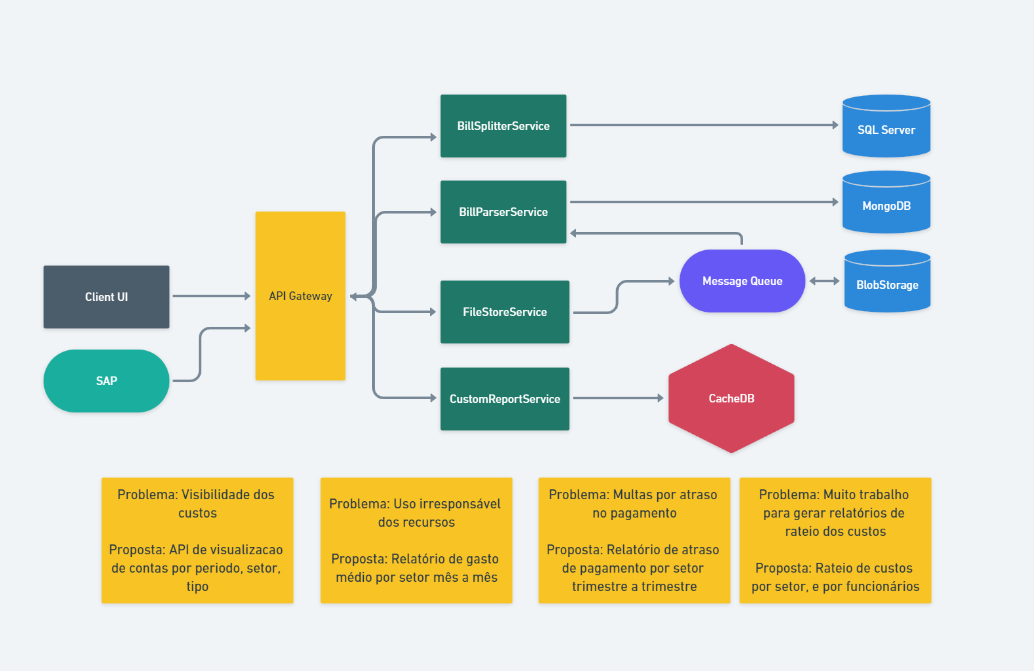 BillSplitterService
SQL Server
BillParserService
MongoDB
Client UI
API Gateway
Message Queue
BlobStorage
FileStoreService
SAP
CustomReportService
CacheDB
Problema: Visibilidade dos
custos
Proposta: API de visualizacao
de contas por periodo, setor,
tipo
Problema: Uso irresponsável
dos recursos
Proposta: Relatório de gasto
médio por setor mês a mês
Problema: Multas por atraso
no pagamento
Proposta: Relatório de atraso
de pagamento por setor
trimestre a trimestre
Problema: Muito trabalho
para gerar relatórios de
rateio dos custos
Proposta: Rateio de custos
por setor, e por funcionários